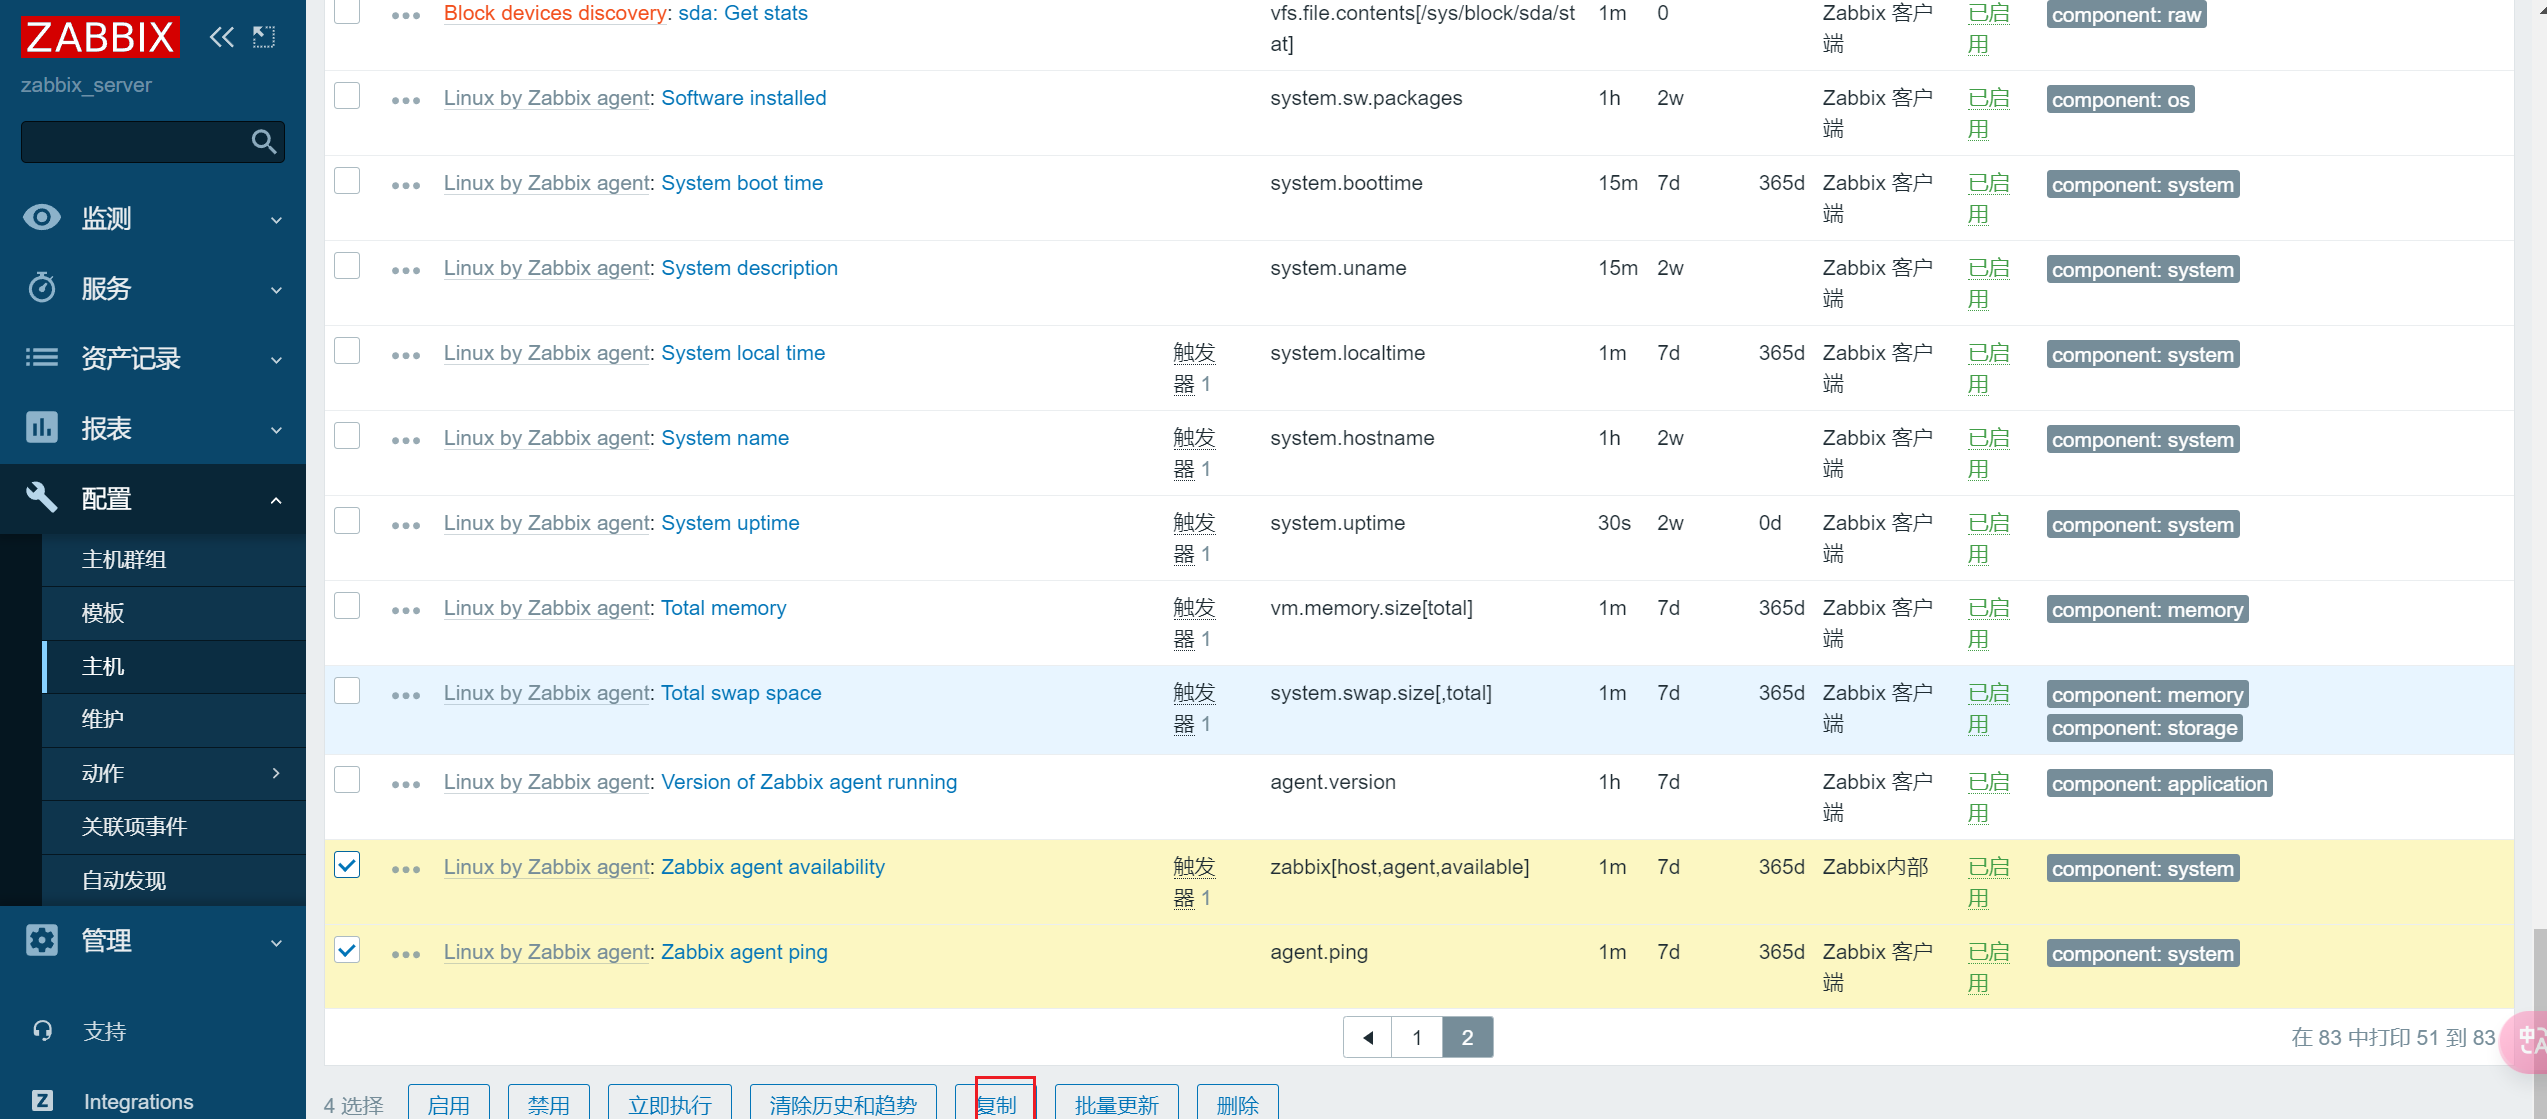 ZABBIX
zabbix_server
监测
服务
资产记录
报表
配置
主机群组
模板
主机
维护
动作
关联项事件
自动发现
管理
支持
Integrations
Block devices discovery: sda: Get stats vfs.file.contents[/sys/block/sda/st 1m 0 Zabbix 客户 已启 component: raw
at] 端 用
Linux by Zabbix agent: Software installed system.sw.packages 1h 2w Zabbix 客户 已启 component: os
端 用
Linux by Zabbix agent: System boot time system.boottime 15m 7d 365d Zabbix 客户 已启 component: system
端 用
Linux by Zabbix agent: System description system.uname 15m 2w Zabbix 客户 已启 component: system
端 用
Linux by Zabbix agent: System local time 触发 system.localtime 1m 7d 365d Zabbix 客户 已启 component: system
器 1 端 用
Linux by Zabbix agent: System name 触发 system.hostname 1h 2w Zabbix 客户 已启 component: system
器 1 端 用
Linux by Zabbix agent: System uptime 触发 system.uptime 30s 2w 0d Zabbix 客户 已启 component: system
器 1 端 用
Linux by Zabbix agent: Total memory 触发 vm.memory.size[total] 1m 7d 365d Zabbix 客户 已启 component: memory
器 1 端 用
Linux by Zabbix agent: Total swap space 触发 system.swap.size[,total] 1m 7d 365d Zabbix 客户 已启 component: memory
器 1 端 用 component: storage
Linux by Zabbix agent: Version of Zabbix agent running agent.version 1h 7d Zabbix 客户 已启 component: application
端 用
Linux by Zabbix agent: Zabbix agent availability 触发 zabbix[host,agent,available] 1m 7d 365d Zabbix内部 已启 component: system
器 1 用
Linux by Zabbix agent: Zabbix agent ping agent.ping 1m 7d 365d Zabbix 客户 已启 component: system
端 用
1 2 在 83 中打印 51 到 83
4 选择 启用 禁用 立即执行 清除历史和趋势 复制 批量更新 删除